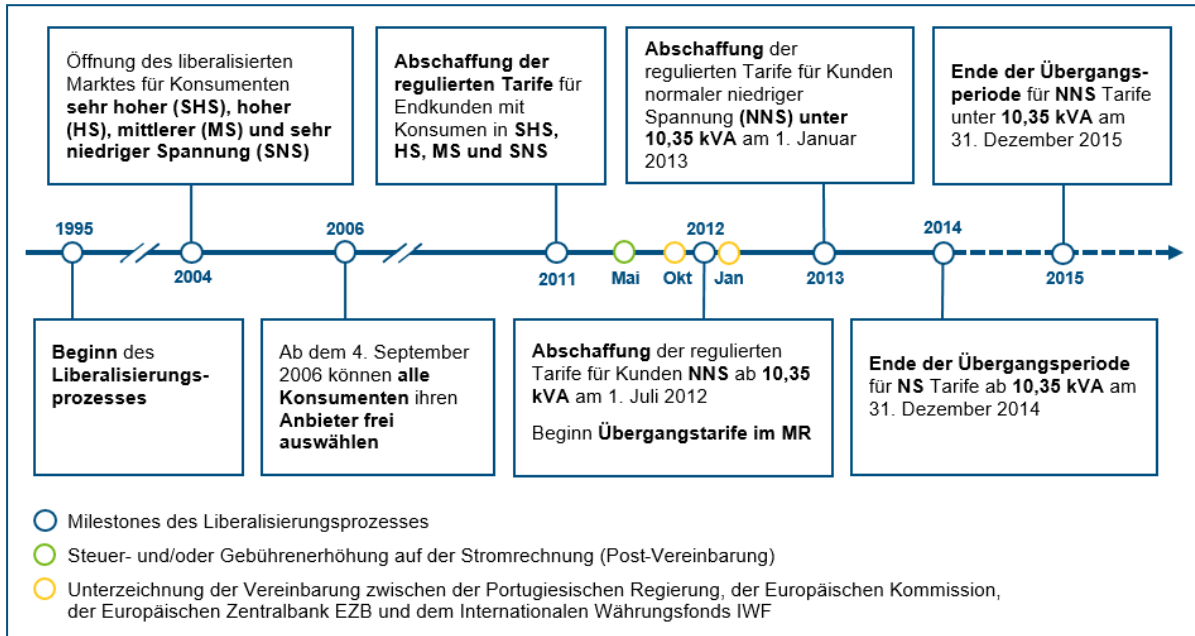 Öffnung des liberalisierten
Marktes für Konsumenten
sehr hoher (SHS), hoher
(HS), mittlerer (MS) und sehr
niedriger Spannung (SNS)
Abschaffung der
regulierten Tarife für
Endkunden mit
Konsumen in SHS,
HS, MS und SNS
Abschaffung der
regulierten Tarife für Kunden
normaler niedriger
Spannung (NNS) unter
10,35 kVA am 1. Januar
2013
Ende der Übergangs-
periode für NNS Tarife
unter 10,35 kVA am
31. Dezember 2015
1995
2004
2006
2011
Mai
Okt
2012
Jan
2013
2014
2015
Beginn des
Liberalisierungs-
prozesses
Ab dem 4. September
2006 können alle
Konsumenten ihren
Anbieter frei
auswählen
Abschaffung der regulierten
Tarife für Kunden NNS ab 10,35
kVA am 1. Juli 2012
Beginn Übergangstarife im MR
Ende der Übergangsperiode
für NS Tarife ab 10,35 kVA am
31. Dezember 2014
Milestones des Liberalisierungsprozesses
Steuer- und/oder Gebührenerhöhung auf der Stromrechnung (Post-Vereinbarung)
Unterzeichnung der Vereinbarung zwischen der Portugiesischen Regierung, der Europäischen Kommission,
der Europäischen Zentralbank EZB und dem Internationalen Währungsfonds IWF